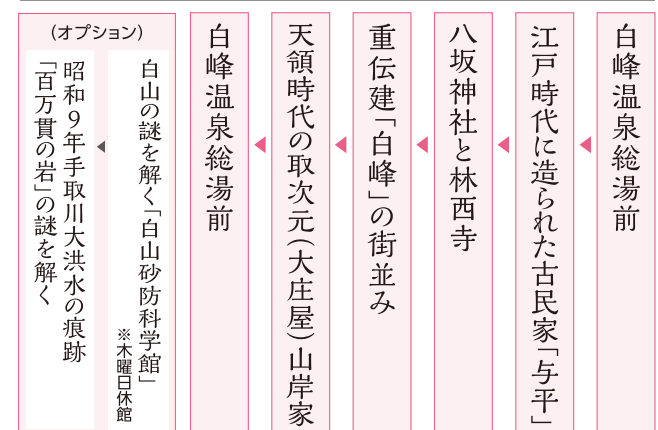 白峰温泉総湯前
江戸時代に造られた古民家「与平」
八坂神社と林西寺
重伝建「白峰」の街並み
天領時代の取次元（大庄屋）山岸家
白峰温泉総湯前
（オプション）
白山の謎を解く「白山砂防科学館」
※木曜日休館
昭和9年手取川大洪水の痕跡
「百万貫の岩」の謎を解く